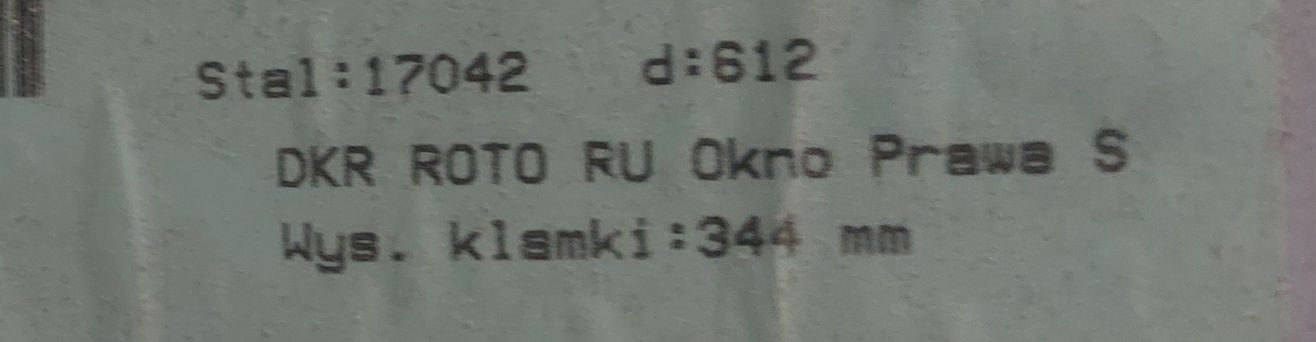 Stal:17042 d:612
DKR ROTO RU Okno Prawa S
Wys. klamki:344 mm